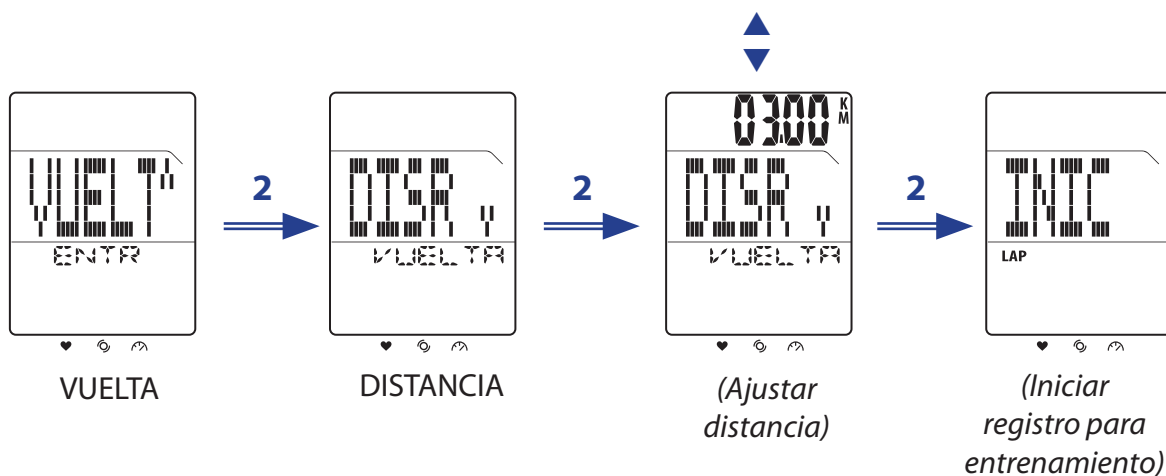 03.00 KM
VUELT
ENTR
2
DISR
VUELTA
2
DISR
VUELTA
2
INIC
LAP
VUELTA
DISTANCIA
(Ajustar
distancia)
(Iniciar
registro para
entrenamiento)